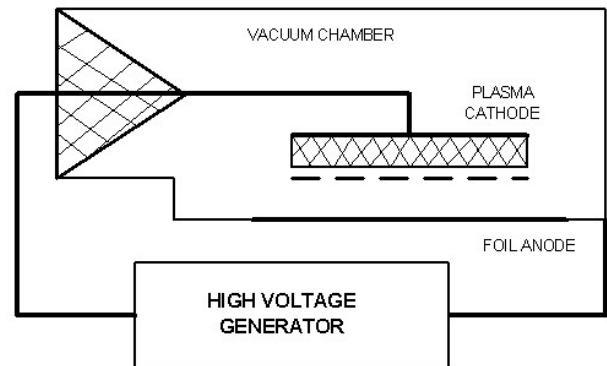 VACUUM CHAMBER
PLASMA
CATHODE
FOIL ANODE
HIGH VOLTAGE
GENERATOR